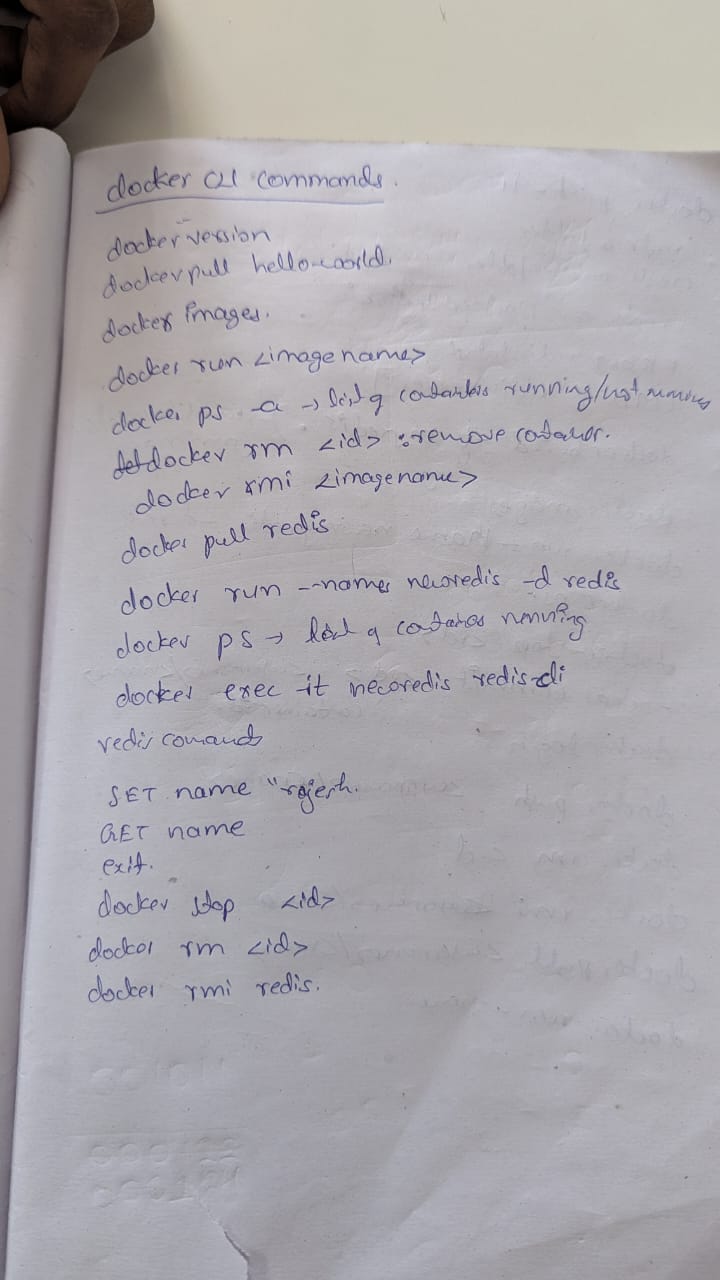 docker CLI commands.
docker version
docker pull hello-world.
docker images.
docker run <image name>
docker ps -a → list of containers running/not running
docker rm <id> : remove container.
docker rmi <imagename>
docker pull redis
docker run --name newredis -d redis
docker ps → list of containers running
docker exec -it newredis redis-cli
redis comands
SET name "rajesh.
GET name
exit.
docker stop <id>
docker rm <id>
docker rmi redis.